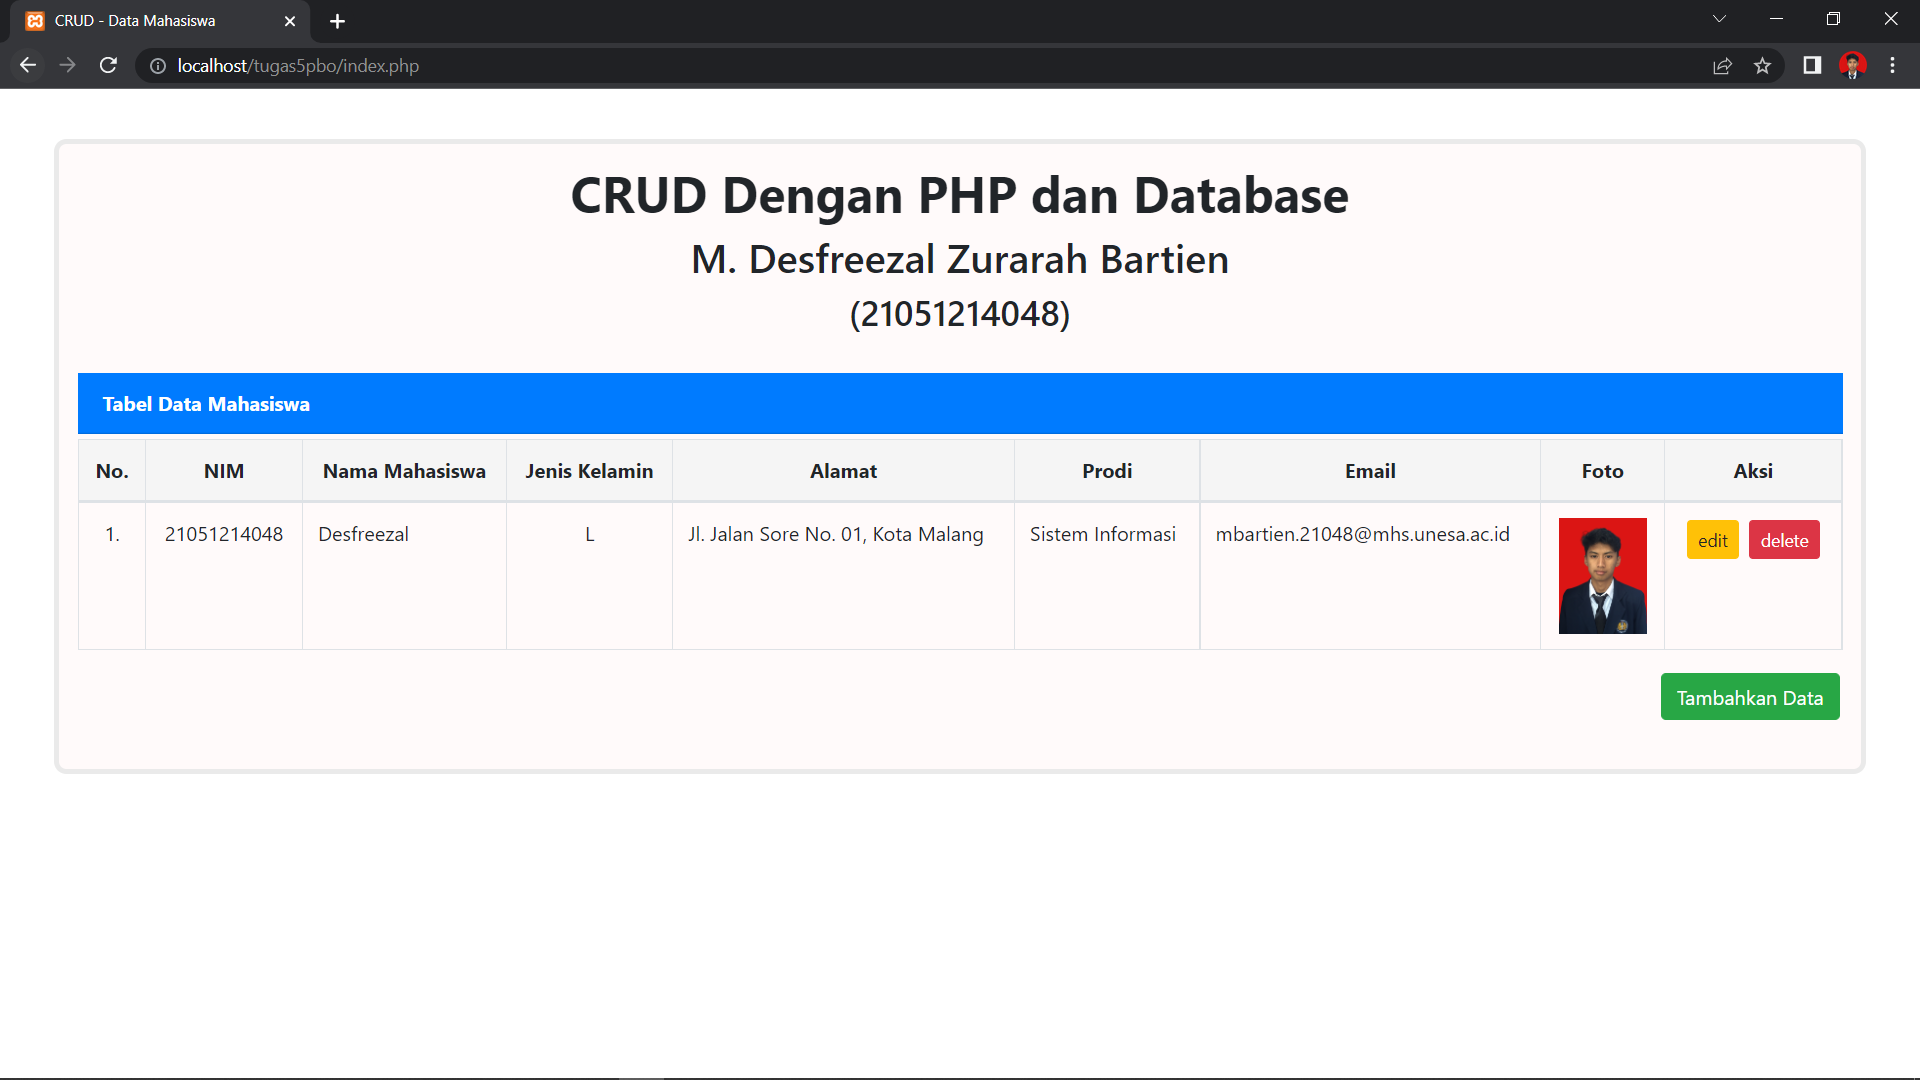 CRUD - Data Mahasiswa
localhost/tugas5pbo/index.php
CRUD Dengan PHP dan Database
M. Desfreezal Zurarah Bartien
(21051214048)
Tabel Data Mahasiswa
No. NIM Nama Mahasiswa Jenis Kelamin Alamat Prodi Email Foto Aksi
1. 21051214048 Desfreezal L Jl. Jalan Sore No. 01, Kota Malang Sistem Informasi mbartien.21048@mhs.unesa.ac.id edit delete
Tambahkan Data